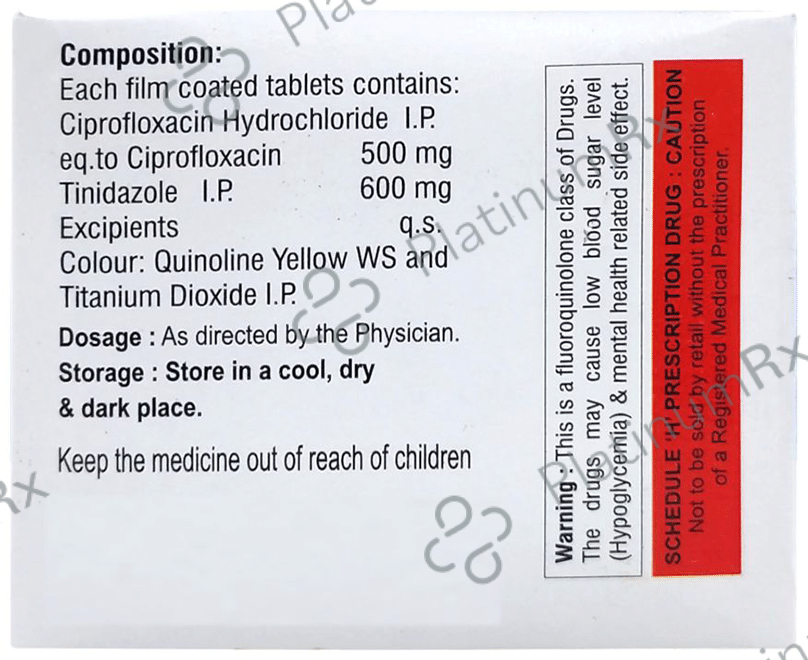 Composition:
Each film coated tablets contains:
Ciprofloxacin Hydrochloride I.P.
eq.to Ciprofloxacin 500 mg
Tinidazole I.P. 600 mg
Excipients q.s.
Colour: Quinoline Yellow WS and
Titanium Dioxide I.P.
Dosage : As directed by the Physician.
Storage : Store in a cool, dry
& dark place.
Keep the medicine out of reach of children
Warning : This is a fluoroquinolone class of Drugs.
The drugs may cause low blood sugar level
(Hypoglycemia) & mental health related side effect.
SCHEDULE 'H' PRESCRIPTION DRUG : CAUTION
Not to be sold by retail without the prescription
of a Registered Medical Practitioner.
PlatinumRx
PlatinumRx
Rx